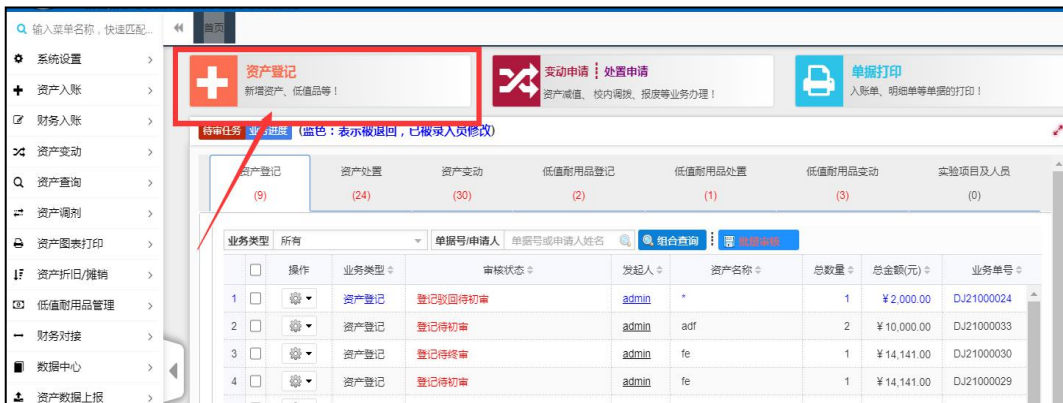 输入菜单名称，快速匹配...
首页
系统设置
资产入账
财务入账
资产变动
资产查询
资产调剂
资产图表打印
资产折旧/摊销
低值耐用品管理
财务对接
数据中心
资产数据上报
资产登记
新增资产、低值品等！
变动申请 处置申请
资产减值、校内调拨、报废等业务办理！
单据打印
入账单、明细单等单据的打印！
待审任务 业务进度 (蓝色：表示被退回，已被录入员修改)
资产登记 资产处置 资产变动 低值耐用品登记 低值耐用品处置 低值耐用品变动 实验项目及人员
(9) (24) (30) (2) (1) (3) (0)
业务类型 所有 单据号/申请人 单据号或申请人姓名 组合查询 批量审核
操作 业务类型 审核状态 发起人 资产名称 总数量 总金额(元) 业务单号
1 资产登记 登记驳回待初审 admin * 1 ¥2,000.00 DJ21000024
2 资产登记 登记待初审 admin adf 2 ¥10,000.00 DJ21000033
3 资产登记 登记待终审 admin fe 1 ¥14,141.00 DJ21000030
4 资产登记 登记待初审 admin fe 1 ¥14,141.00 DJ21000029